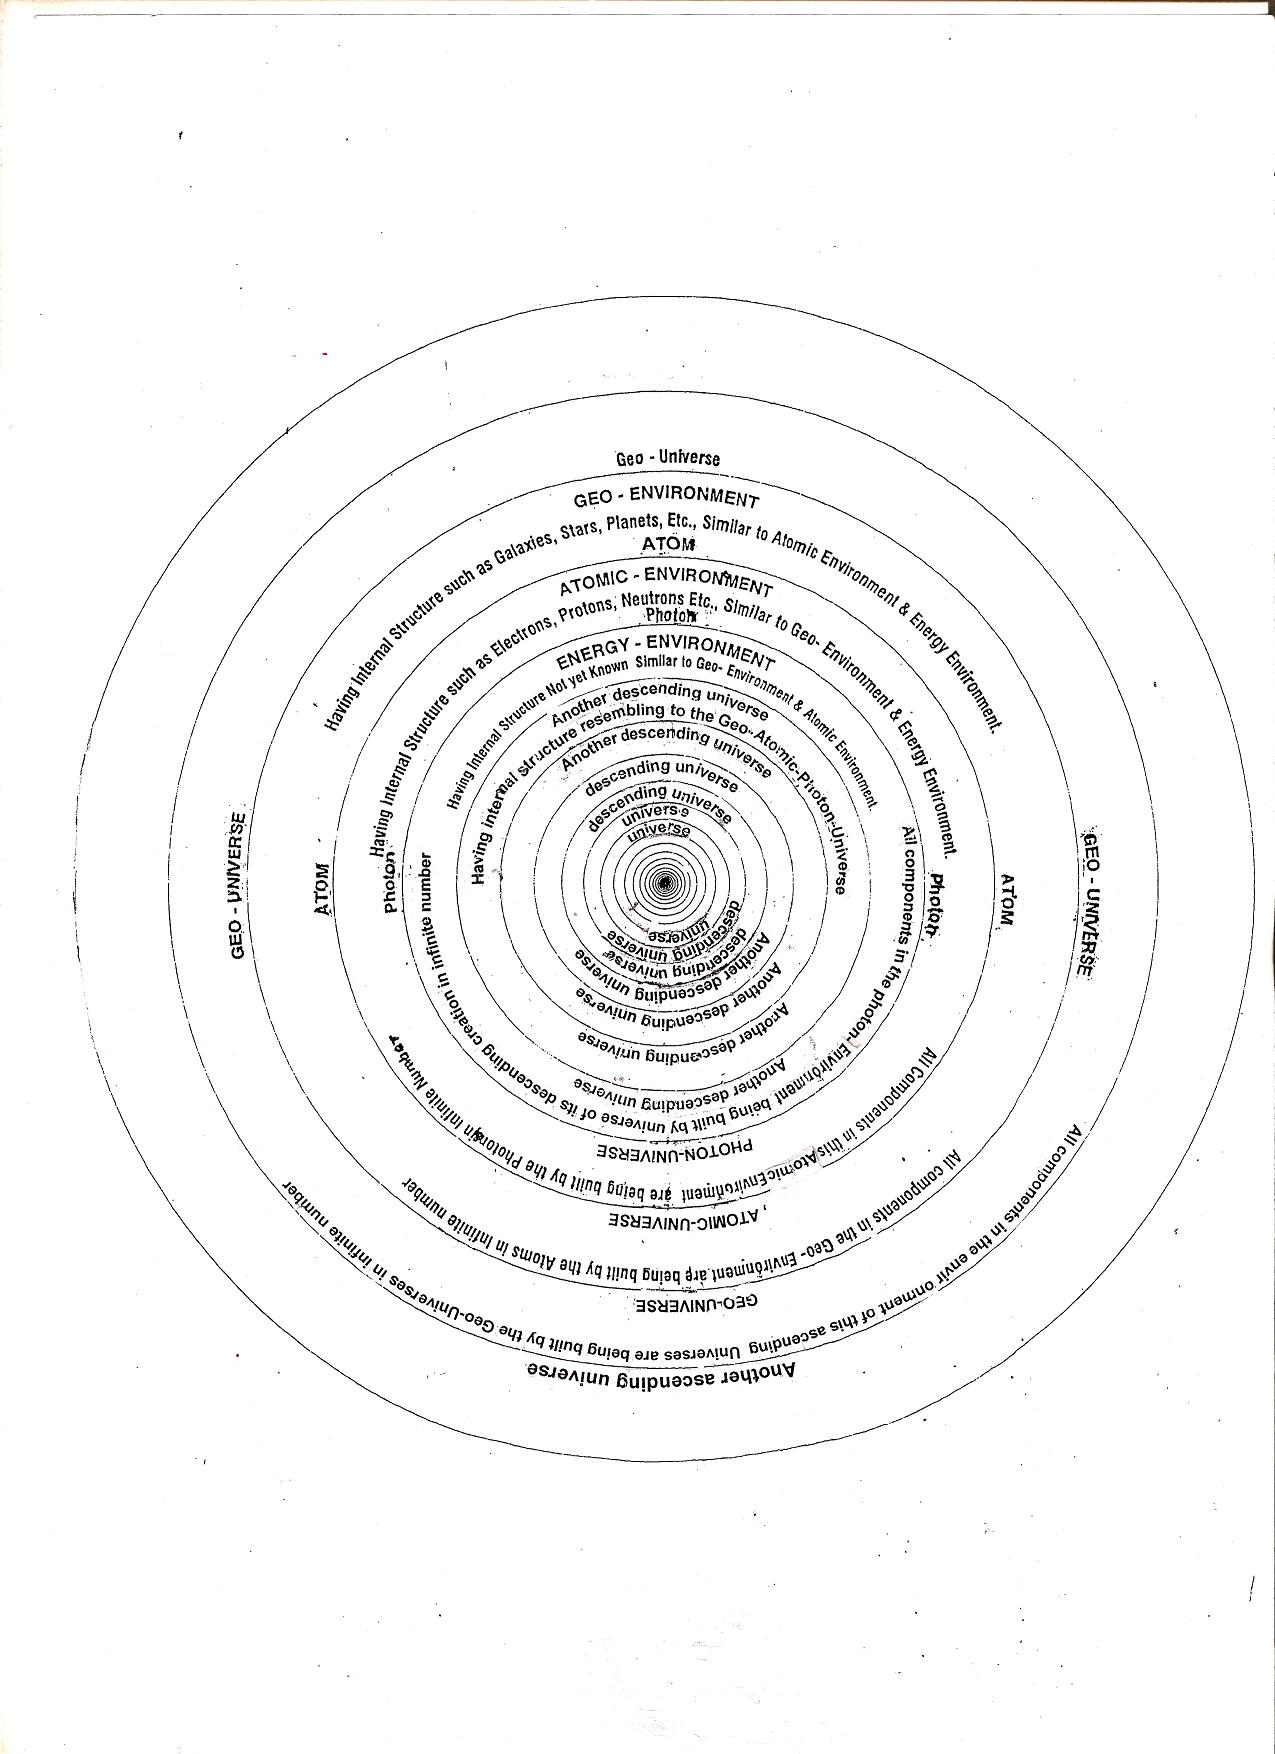 Geo - Universe
GEO - ENVIRONMENT
Having Internal Structure such as Galaxies, Stars, Planets, Etc., Similar to Atomic Environment & Energy Environment.
ATOM
ATOMIC - ENVIRONMENT
Having Internal Structure such as Electrons, Protons, Neutrons Etc., Similar to Geo- Environment & Energy Environment.
Photon
ENERGY - ENVIRONMENT
Having Internal Structure Not yet Known Similar to Geo- Environment & Atomic Environment.
Another descending universe
Having internal structure resembling to the Geo-Atomic-Photon-Universe
Another descending universe
descending universe
descending universe
universe
universe
GEO - UNIVERSE
ATOM
Photon
Photon
ATOM
GEO - UNIVERSE
universe
descending universe
descending universe
Another descending universe
Another descending universe
Another descending universe
Another descending universe
All components in the photon- Environment being built by universe of its descending creation in infinite number
PHOTON-UNIVERSE
All Components in this Atomic Environment are being built by the Photons in Infinite Number
ATOMIC-UNIVERSE
All components in the Geo- Environment are being built by the Atoms in Infinite number
GEO-UNIVERSE
All components in the envir onment of this ascending Universes are being built by the Geo-Universes in Infinite number
Another ascending universe